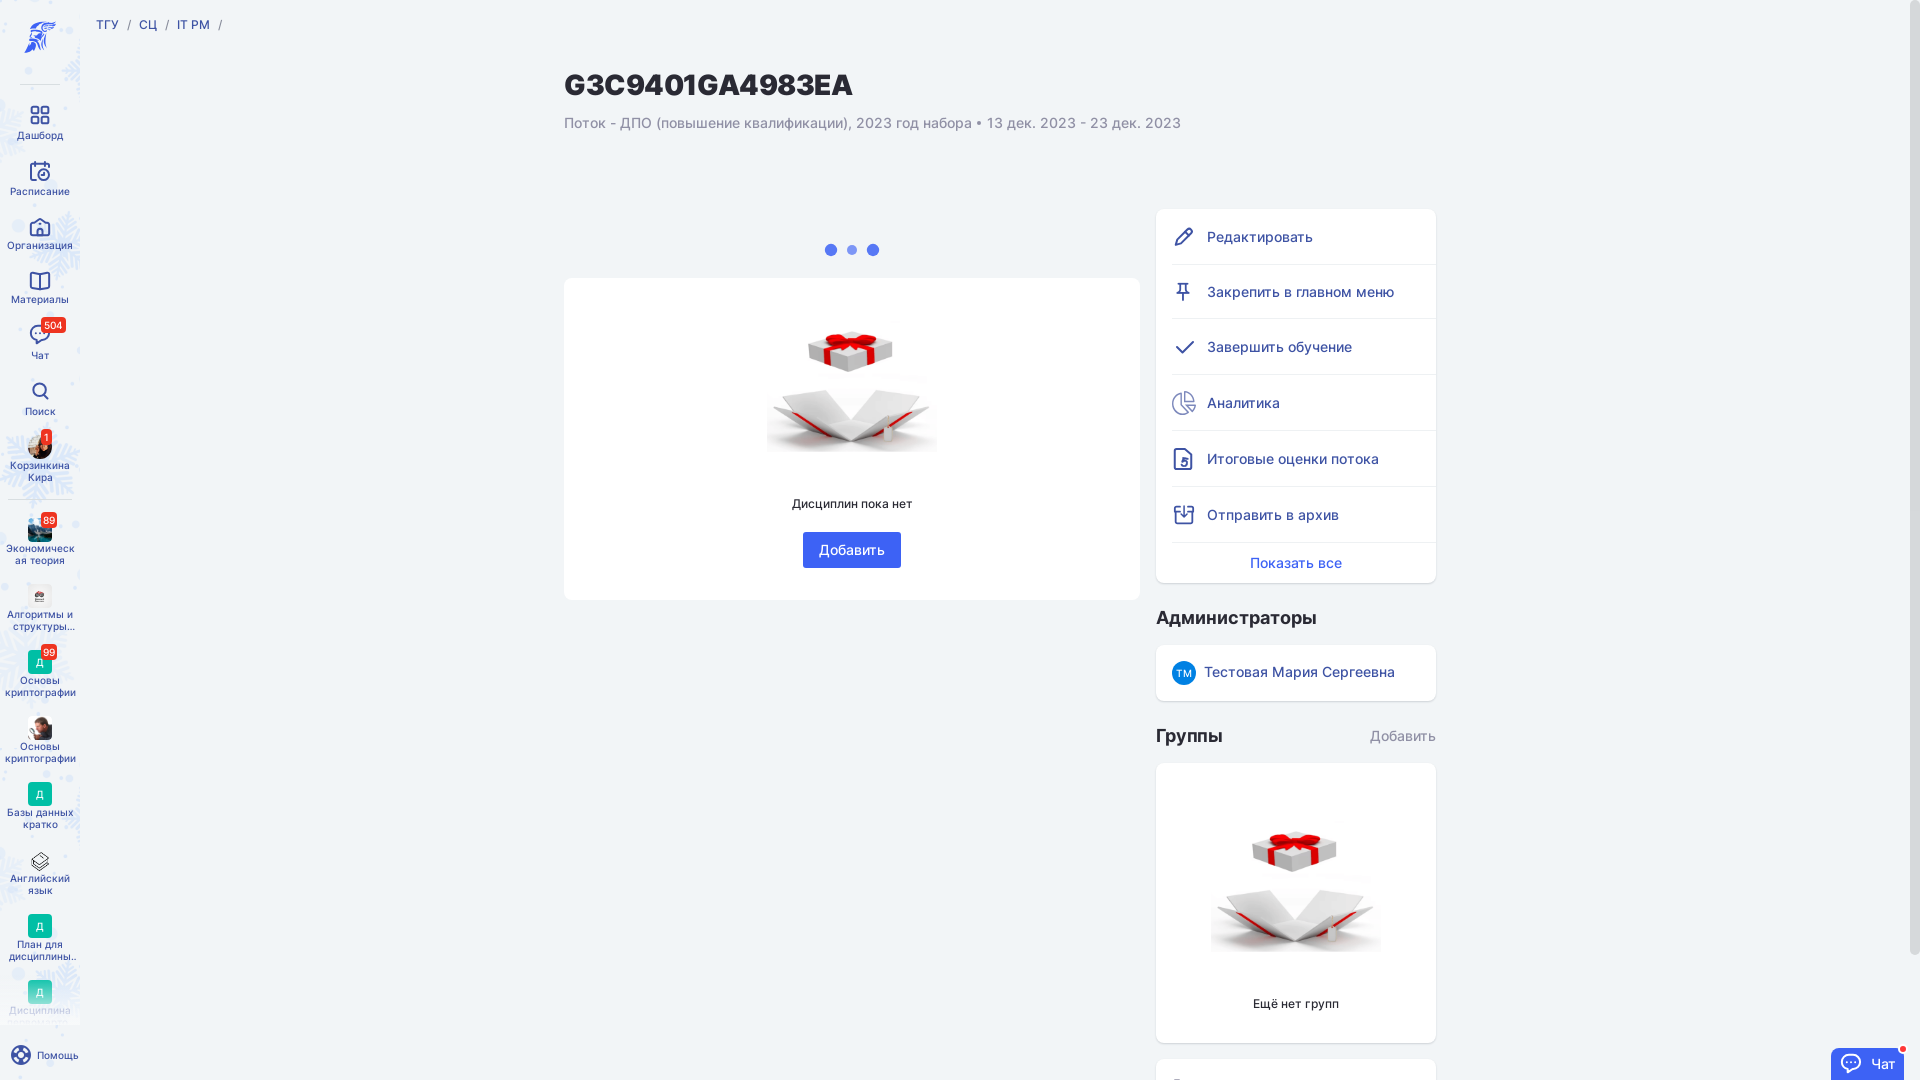 ТГУ / СЦ / IT PM /
G3C9401GA4983EA
Поток - ДПО (повышение квалификации), 2023 год набора • 13 дек. 2023 - 23 дек. 2023
Дашборд
Расписание
Организация
Материалы
504
Чат
Поиск
1
Корзинкина
Кира
89
Экономическ
ая теория
Алгоритмы и
структуры...
99
Д
Основы
криптографии
Основы
криптографии
Д
Базы данных
кратко
Английский
язык
Д
План для
дисциплины..
Д
Дисциплина
Помощь
Дисциплин пока нет
Добавить
Редактировать
Закрепить в главном меню
Завершить обучение
Аналитика
5
Итоговые оценки потока
Отправить в архив
Показать все
Администраторы
ТМ
Тестовая Мария Сергеевна
Группы
Добавить
Ещё нет групп
Чат